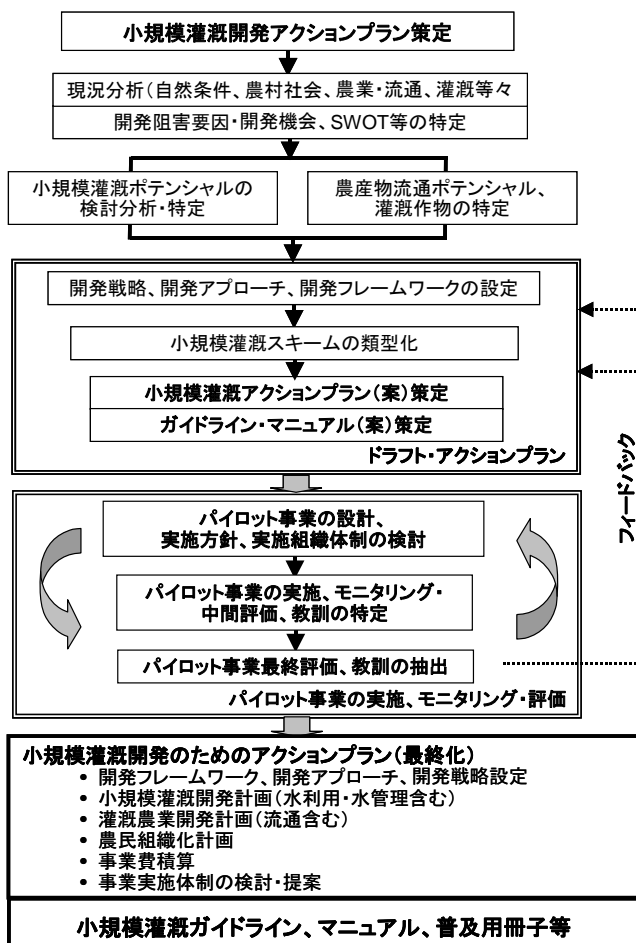 小規模灌漑開発アクションプラン策定
現況分析(自然条件、農村社会、農業・流通、灌漑等々
開発阻害要因・開発機会、SWOT等の特定
小規模灌漑ポテンシャルの
検討分析・特定
農産物流通ポテンシャル、
灌漑作物の特定
開発戦略、開発アプローチ、開発フレームワークの設定
小規模灌漑スキームの類型化
小規模灌漑アクションプラン(案)策定
ガイドライン・マニュアル(案)策定
ドラフト・アクションプラン
フィードバック
パイロット事業の設計、
実施方針、実施組織体制の検討
パイロット事業の実施、モニタリング・
中間評価、教訓の特定
パイロット事業最終評価、教訓の抽出
パイロット事業の実施、モニタリング・評価
小規模灌漑開発のためのアクションプラン(最終化)
• 開発フレームワーク、開発アプローチ、開発戦略設定
• 小規模灌漑開発計画(水利用・水管理含む)
• 灌漑農業開発計画(流通含む)
• 農民組織化計画
• 事業費積算
• 事業実施体制の検討・提案
小規模灌漑ガイドライン、マニュアル、普及用冊子等